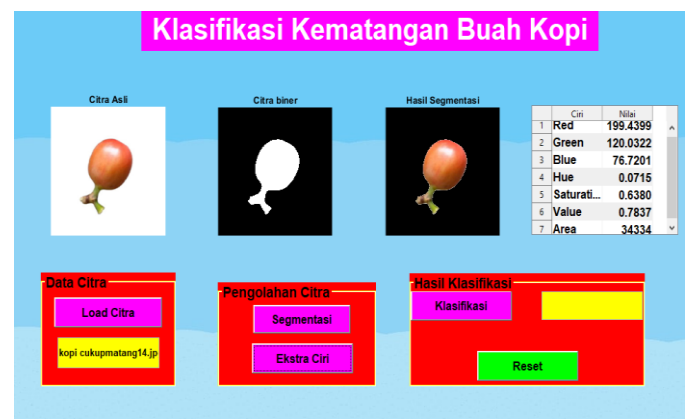 Klasifikasi Kematangan Buah Kopi
Citra Asli
Citra biner
Hasil Segmentasi
Ciri Nilai
1 Red 199.4399
2 Green 120.0322
3 Blue 76.7201
4 Hue 0.0715
5 Saturati... 0.6380
6 Value 0.7837
7 Area 34334
Data Citra
Load Citra
kopi cukupmatang14.jp
Pengolahan Citra
Segmentasi
Ekstra Ciri
Hasil Klasifikasi
Klasifikasi
Reset